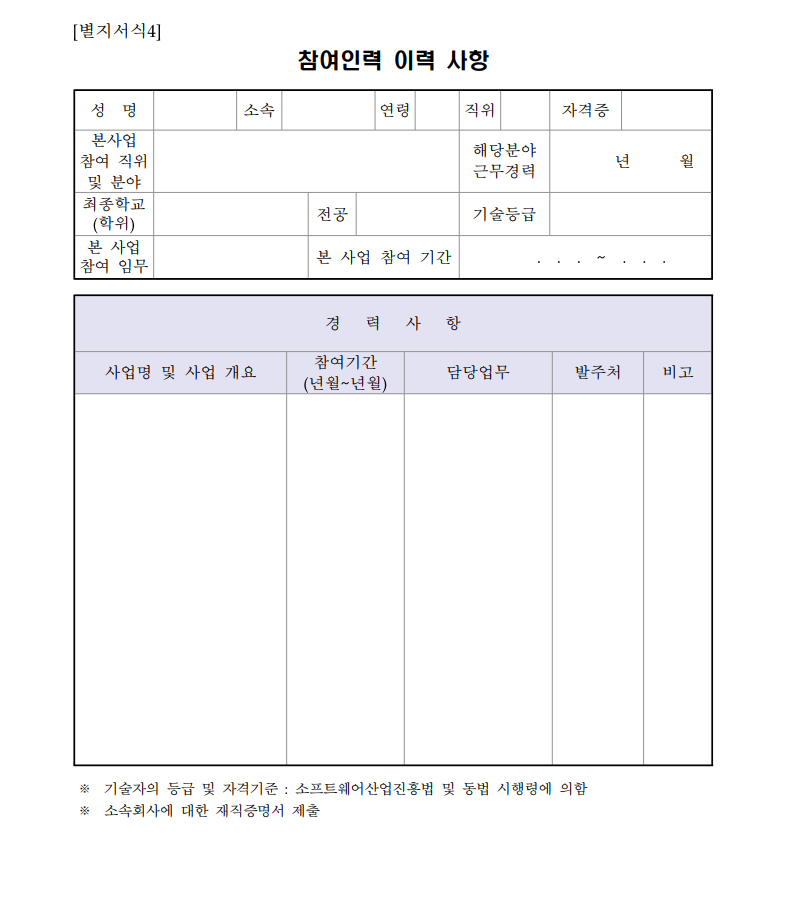 [별지서식4]
참여인력 이력 사항
성 명 소속 연령 직위 자격증
본사업
참여 직위
및 분야
해당분야
근무경력
년 월
최종학교
(학위)
전공
기술등급
본 사업
참여 임무
본 사업 참여 기간
. . . ~ . . .
경 력 사 항
사업명 및 사업 개요
참여기간
(년월~년월)
담당업무
발주처
비고
※ 기술자의 등급 및 자격기준 : 소프트웨어산업진흥법 및 동법 시행령에 의함
※ 소속회사에 대한 재직증명서 제출